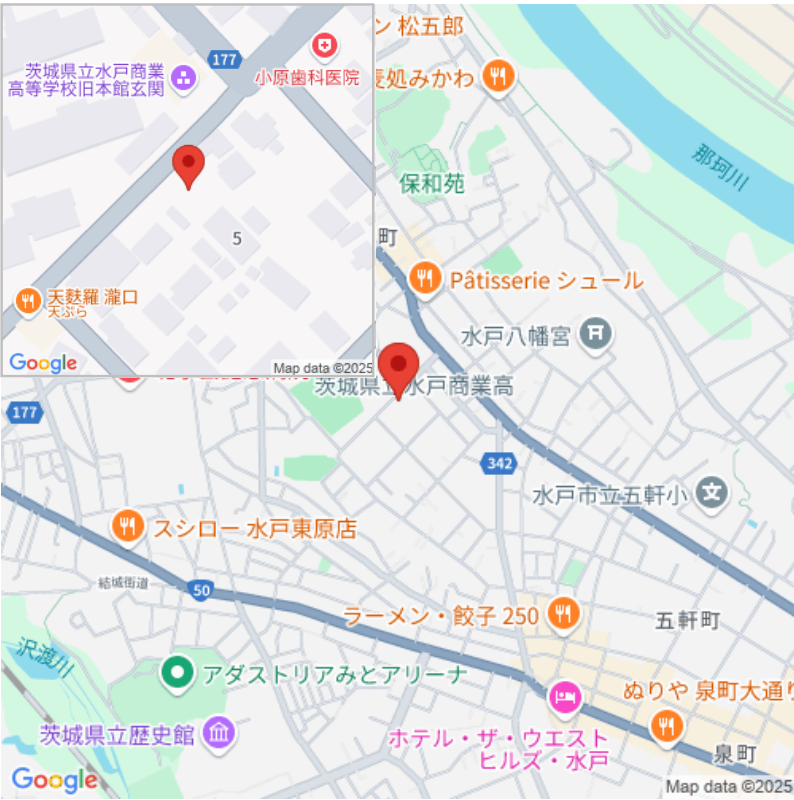 177
茨城県立水戸商業
高等学校旧本館玄関
小原歯科医院
5
天麩羅 瀧口
天ぷら
Google
Map data ©2025
ン 松五郎
麦処みかわ
那珂川
保和苑
町
Pâtisserie シュール
水戸八幡宮
茨城県立水戸商業高
177
342
水戸市立五軒小
スシロー 水戸東原店
結城街道
50
ラーメン・餃子 250
五軒町
沢渡川
アダストリアみとアリーナ
ぬりや 泉町大通り
茨城県立歴史館
ホテル・ザ・ウエスト
ヒルズ・水戸
泉町
Google
Map data ©2025